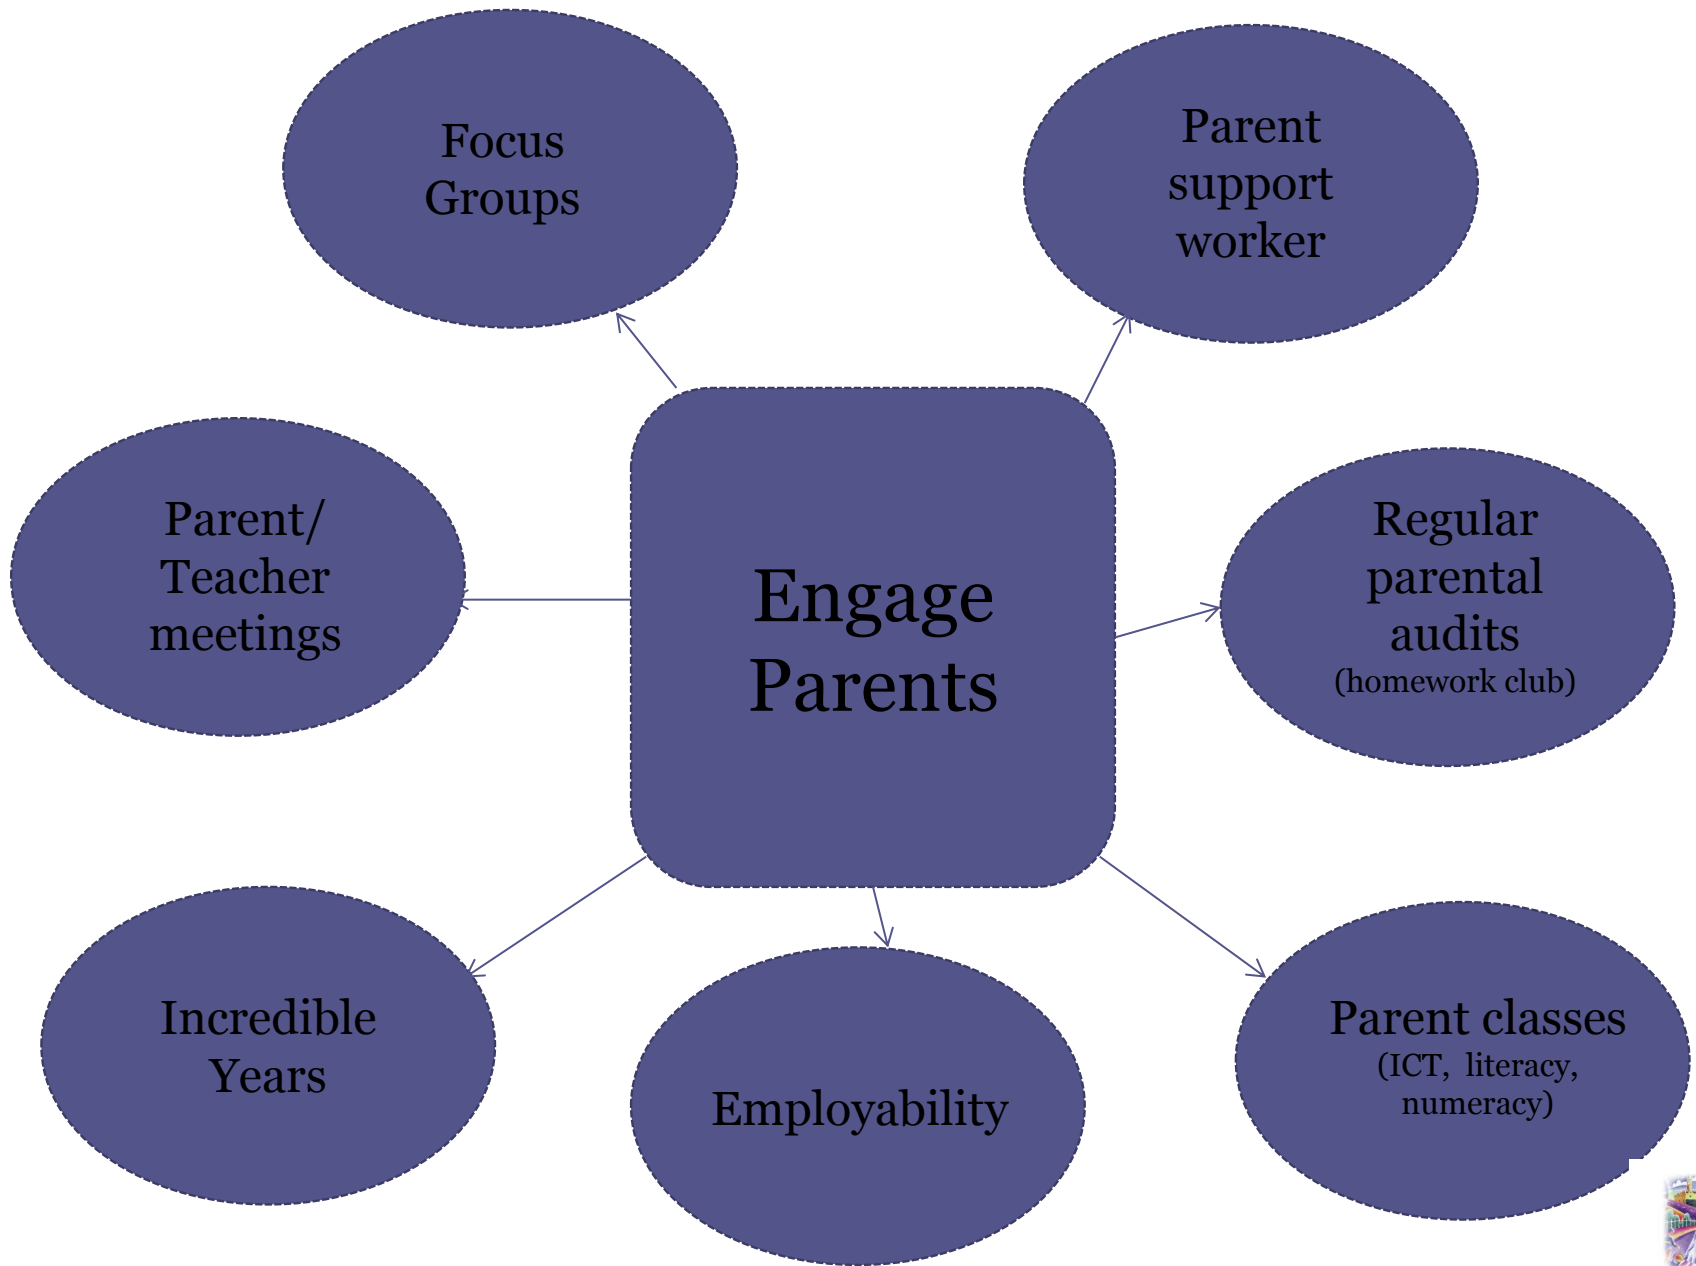 Focus
Groups
Parent
support
worker
Parent/
Teacher
meetings
Engage
Parents
Regular
parental
audits
(homework club)
Incredible
Years
Employability
Parent classes
(ICT,  literacy,
numeracy)